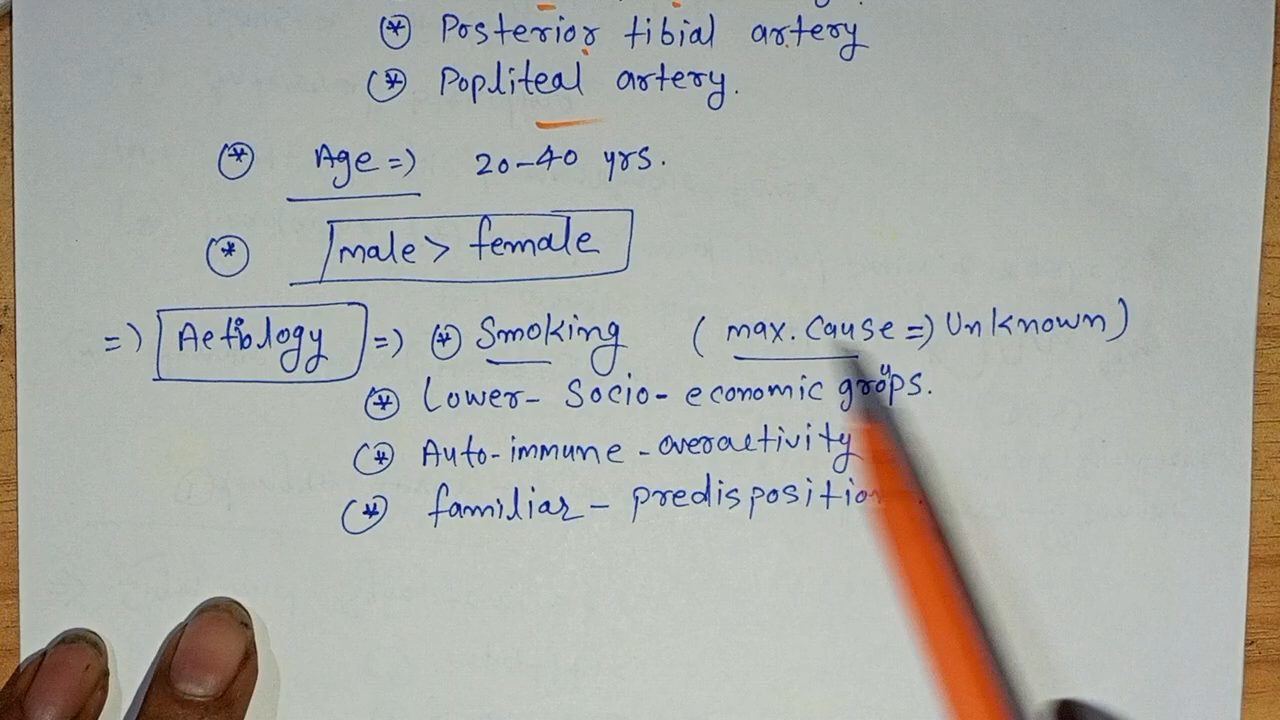 Posterior tibial artery
Popliteal artery.
Age => 20-40 yrs.
male > female
=> Aetiology => Smoking (max. cause => Unknown)
Lower- Socio-economic groups.
Auto-immune-overactivity
familiar - predisposition